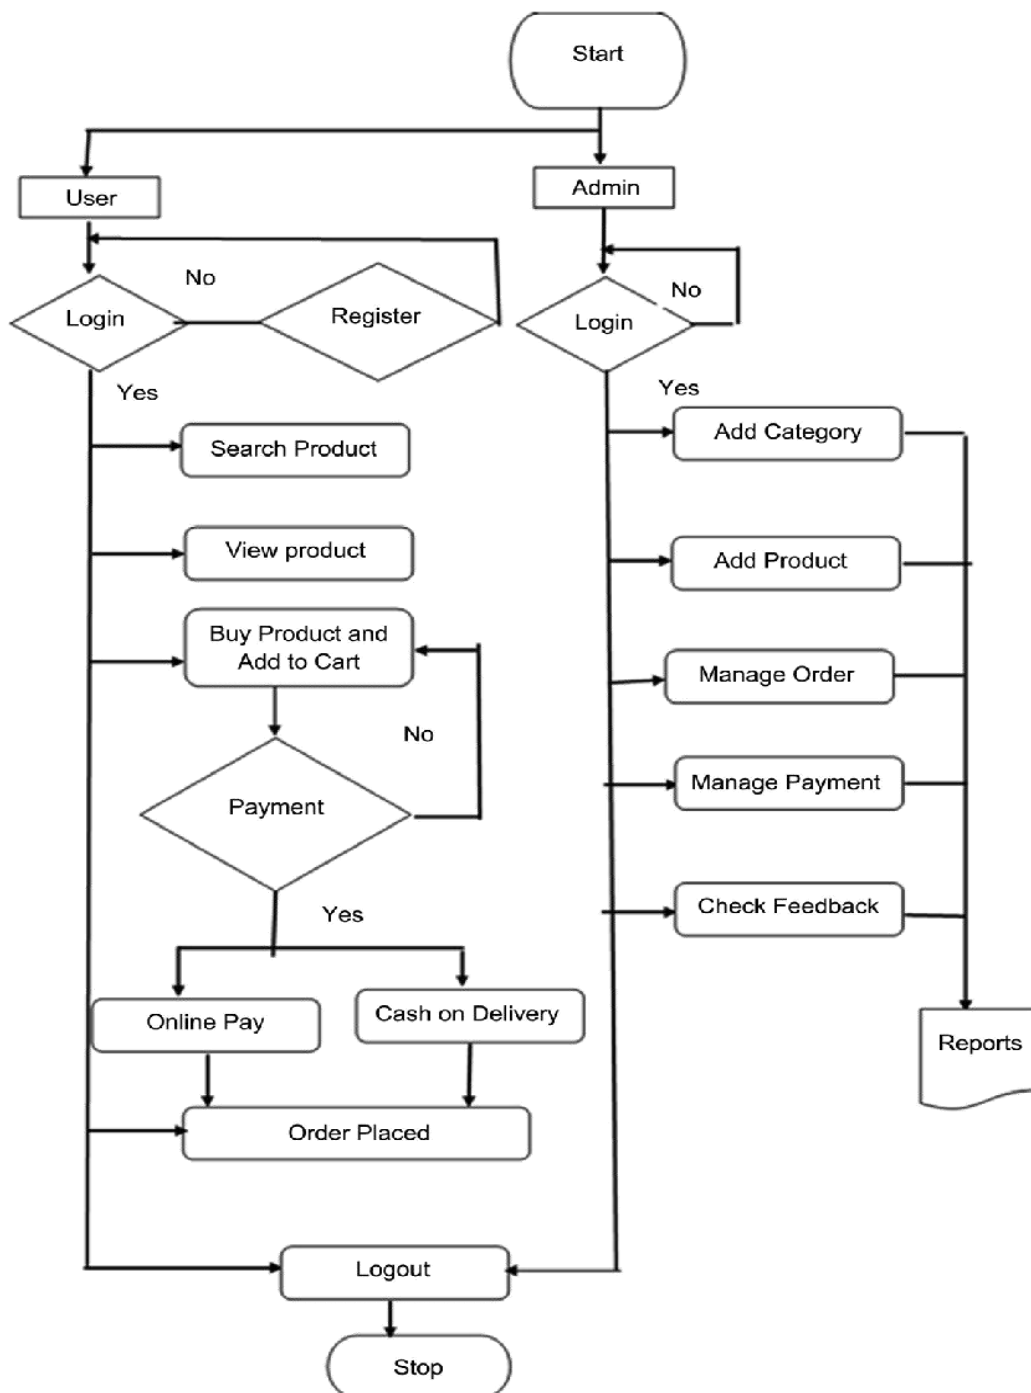 Start
User
Admin
No
Login
Register
No
Login
Yes
Yes
Search Product
Add Category
View product
Add Product
Buy Product and
Add to Cart
Manage Order
No
Payment
Manage Payment
Yes
Check Feedback
Online Pay
Cash on Delivery
Reports
Order Placed
Logout
Stop